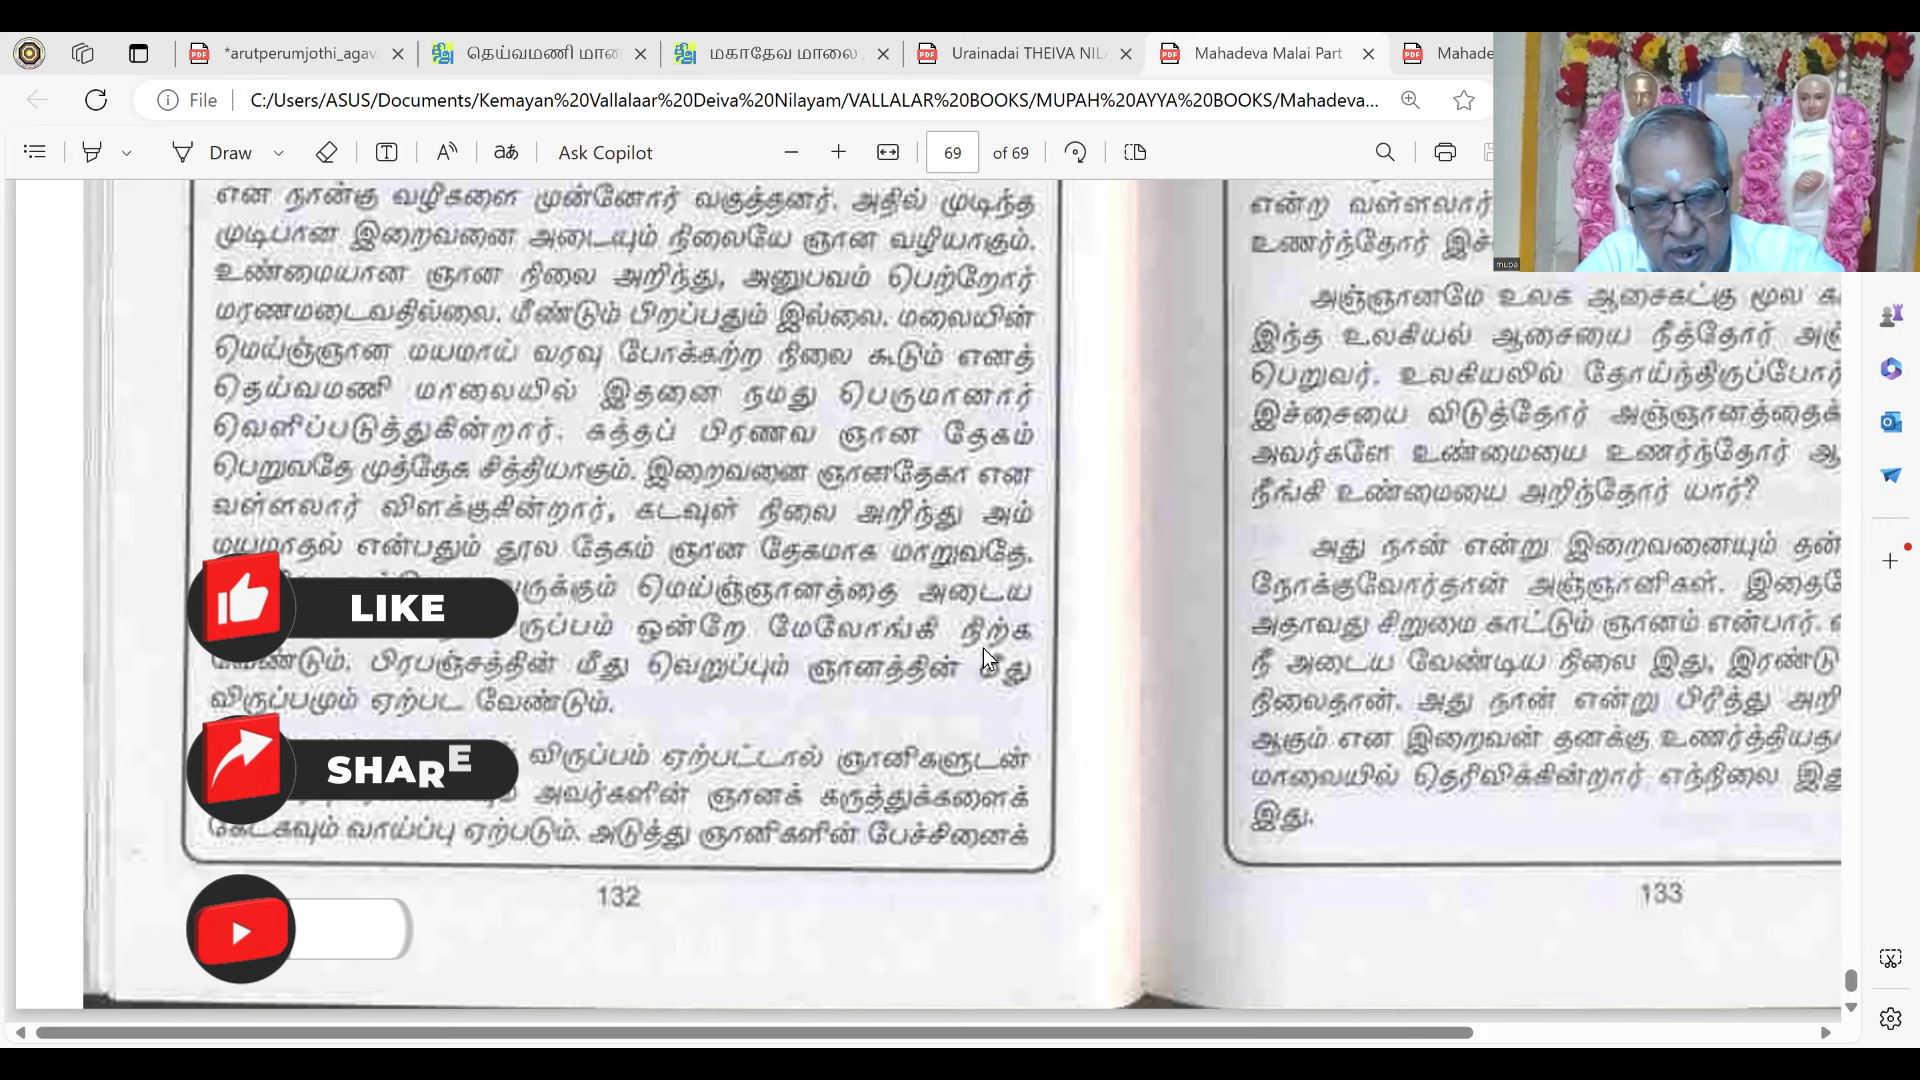 *arutperumjothi_agav
தெய்வமணி மாலை
மகாதேவ மாலை
Urainadai THEIVA NILA
Mahadeva Malai Part
Mahade
File
C:/Users/ASUS/Documents/Kemayan%20Vallalaar%20Deiva%20Nilayam/VALLALAR%20BOOKS/MUPAH%20AYYA%20BOOKS/Mahadeva...
Draw
Ask Copilot
69 of 69
mupa
என நான்கு வழிகளை முன்னோர் வகுத்தனர். அதில் முடிந்த
முடிபான இறைவனை அடையும் நிலையே ஞான வழியாகும்.
உண்மையான ஞான நிலை அறிந்து, அனுபவம் பெற்றோர்
மரணமடைவதில்லை. மீண்டும் பிறப்பதும் இல்லை. மலையின்
மெய்ஞ்ஞான மயமாய் வரவு போக்கற்ற நிலை கூடும் எனத்
தெய்வமணி மாலையில் இதனை நமது பெருமானார்
வெளிப்படுத்துகின்றார். சுத்தப் பிரணவ ஞான தேகம்
பெறுவதே முத்தேக சித்தியாகும். இறைவனை ஞானதேகா என
வள்ளலார் விளக்குகின்றார், கடவுள் நிலை அறிந்து அம்
மயமாதல் என்பதும் தூல தேகம் ஞான தேகமாக மாறுவதே.
மெய்ஞ்ஞானத்தை அடைய
ஒன்றே மேலோங்கி நிற்க
வேண்டும். பிரபஞ்சத்தின் மீது வெறுப்பும் ஞானத்தின் மீது
விருப்பமும் ஏற்பட வேண்டும்.
விருப்பம் ஏற்பட்டால் ஞானிகளுடன்
அவர்களின் ஞானக் கருத்துக்களைக்
கேட்கவும் வாய்ப்பு ஏற்படும். அடுத்து ஞானிகளின் பேச்சினைக்
132
LIKE
SHARE
என்ற வள்ளலார்
உணர்ந்தோர்
அஞ்ஞானமே உலக ஆசைகட்கு மூல
இந்த உலகியல் ஆசையை நீத்தோர்
பெறுவர். உலகியலில் தோய்ந்திருப்போர்
இச்சையை விடுத்தோர் அஞ்ஞானத்தைக்
அவர்களே உண்மையை உணர்ந்தோர்
நீங்கி உண்மையை அறிந்தோர் யார்?
அது நான் என்று இறைவனையும்
நோக்குவோர்தான் அஞ்ஞானிகள்.
அதாவது சிறுமை காட்டும் ஞானம் என்பார்.
நீ அடைய வேண்டிய நிலை இது, இரண்டு
நிலைதான். அது நான் என்று பிரித்து
ஆகும் என இறைவன் தனக்கு
மாலையில் தெரிவிக்கின்றார் எந்நிலை
இது.
133